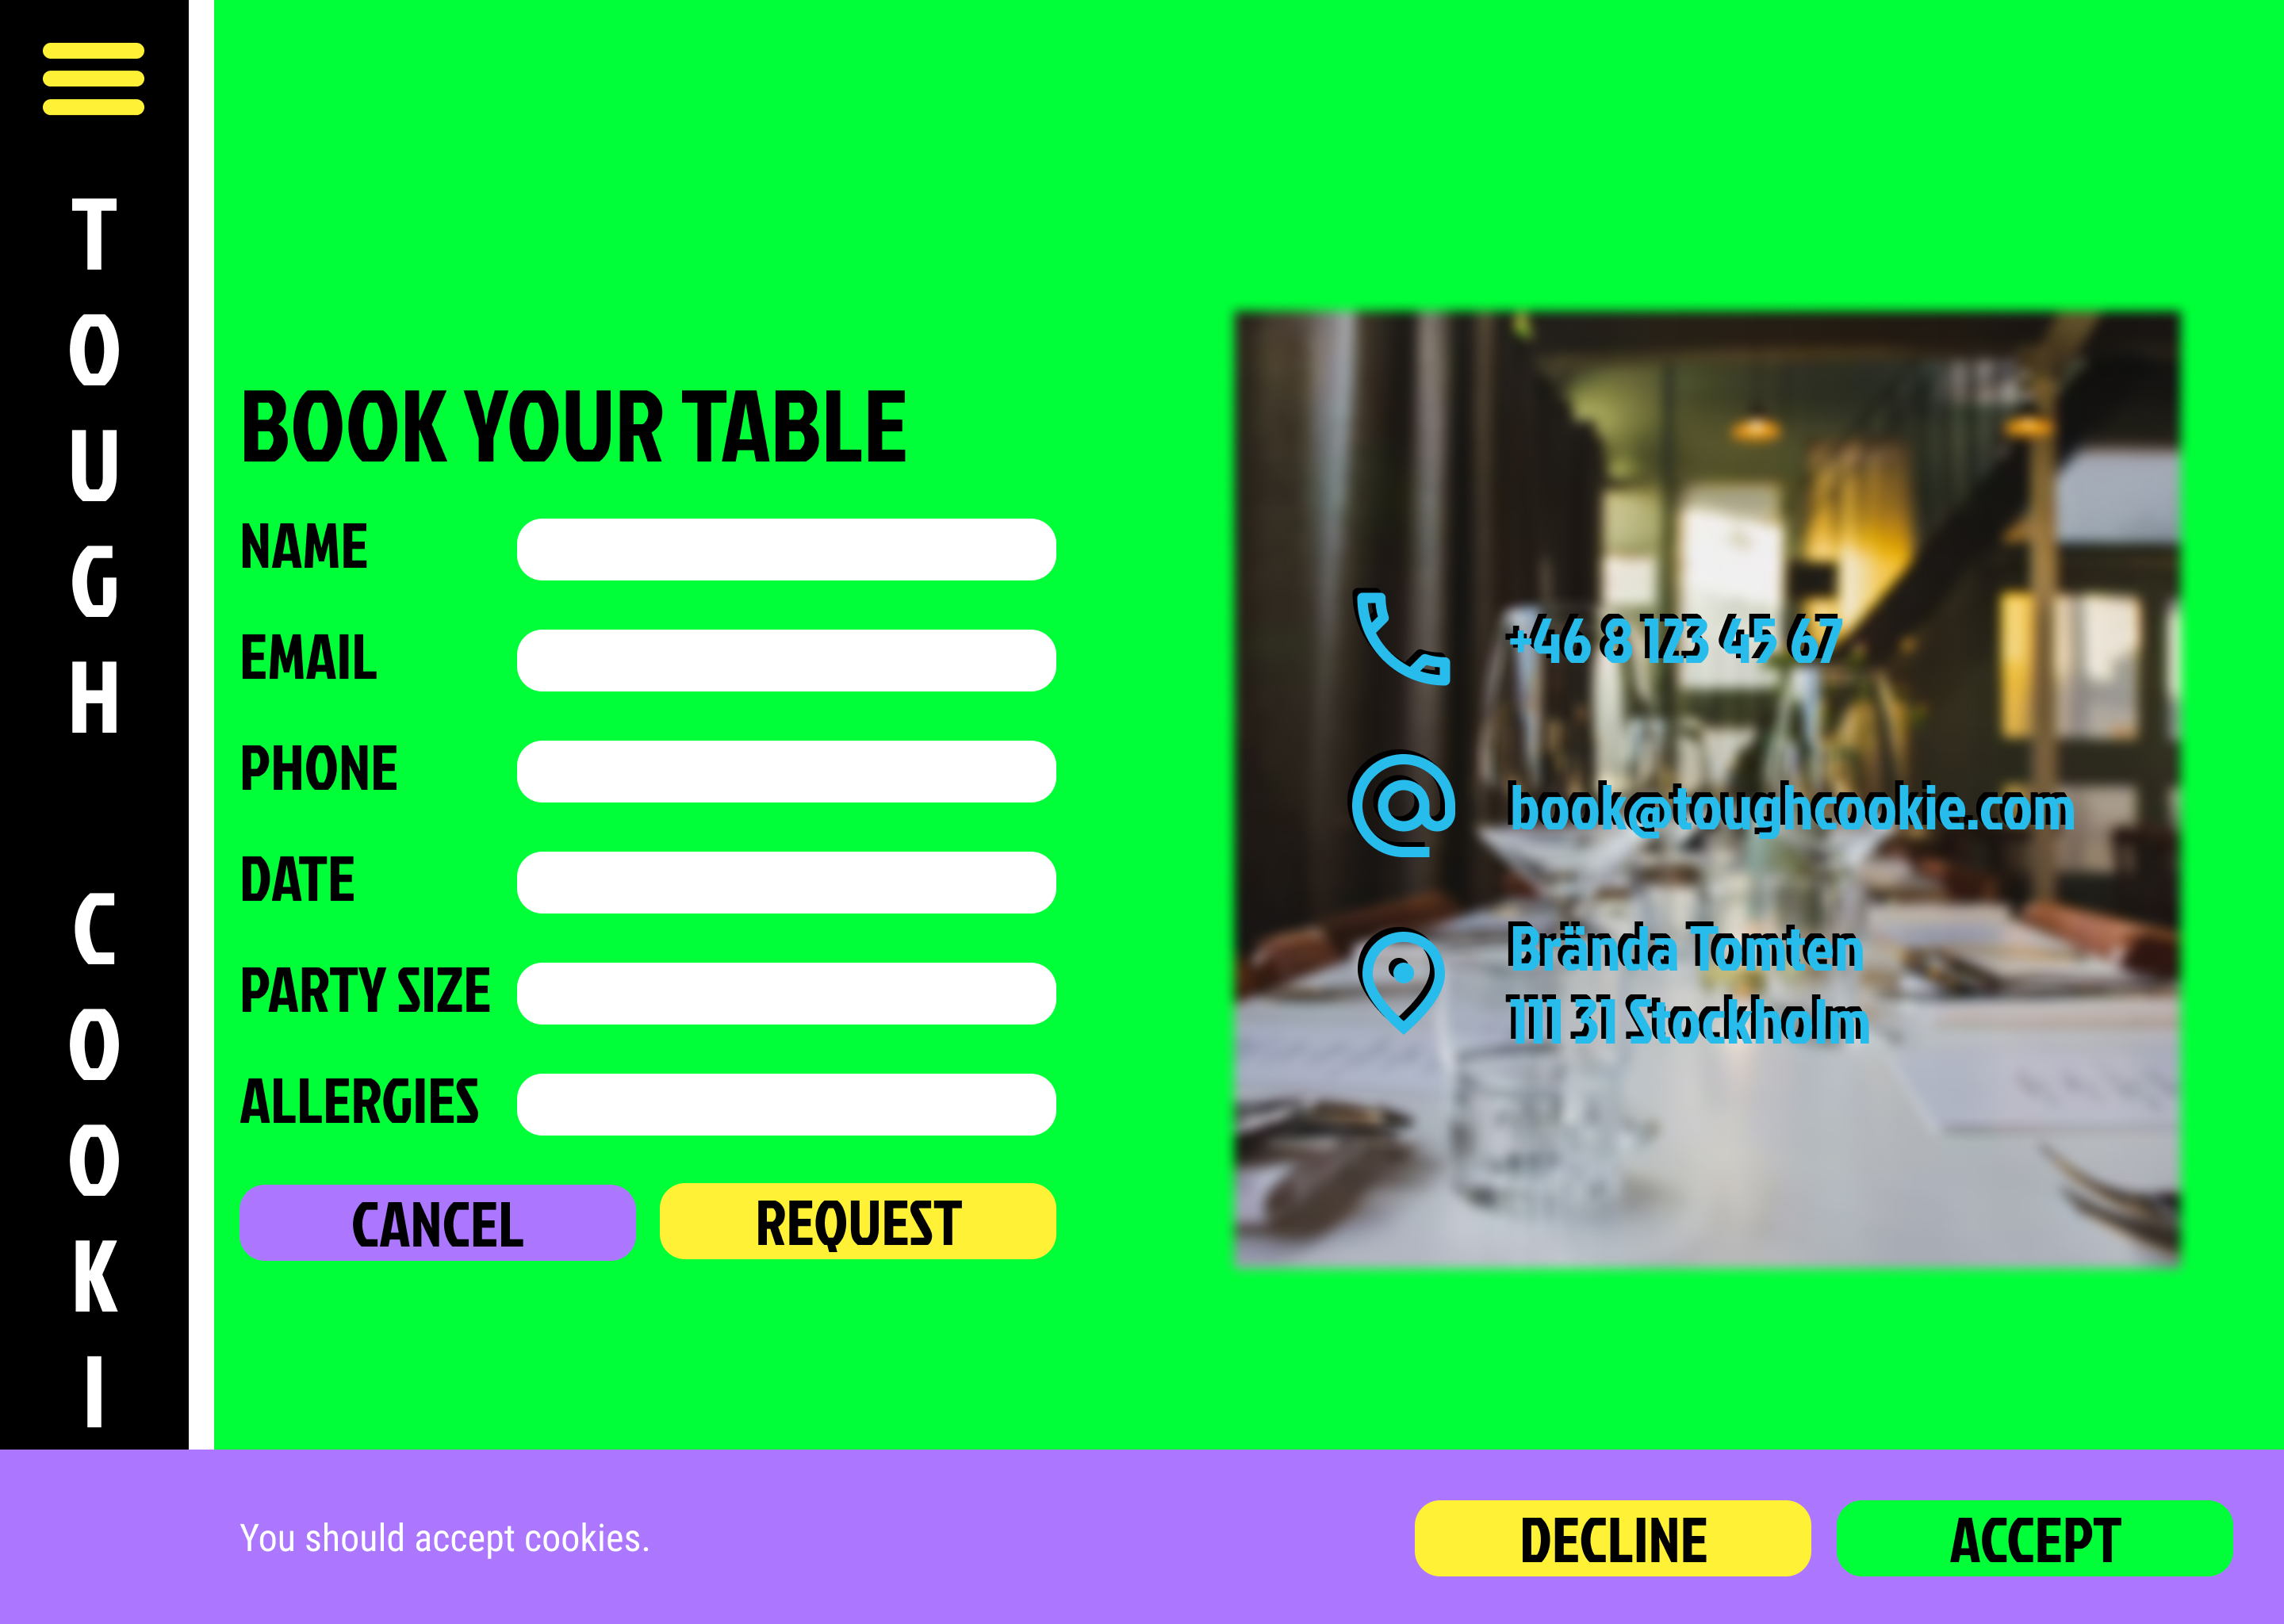 TOUGH COOKI
BOOK YOUR TABLE
NAME
EMAIL
PHONE
DATE
PARTY SIZE
ALLERGIES
CANCEL REQUEST
+46 8 123 45 67
book@toughcookie.com
Brända Tomten
111 31 Stockholm
You should accept cookies.
DECLINE ACCEPT